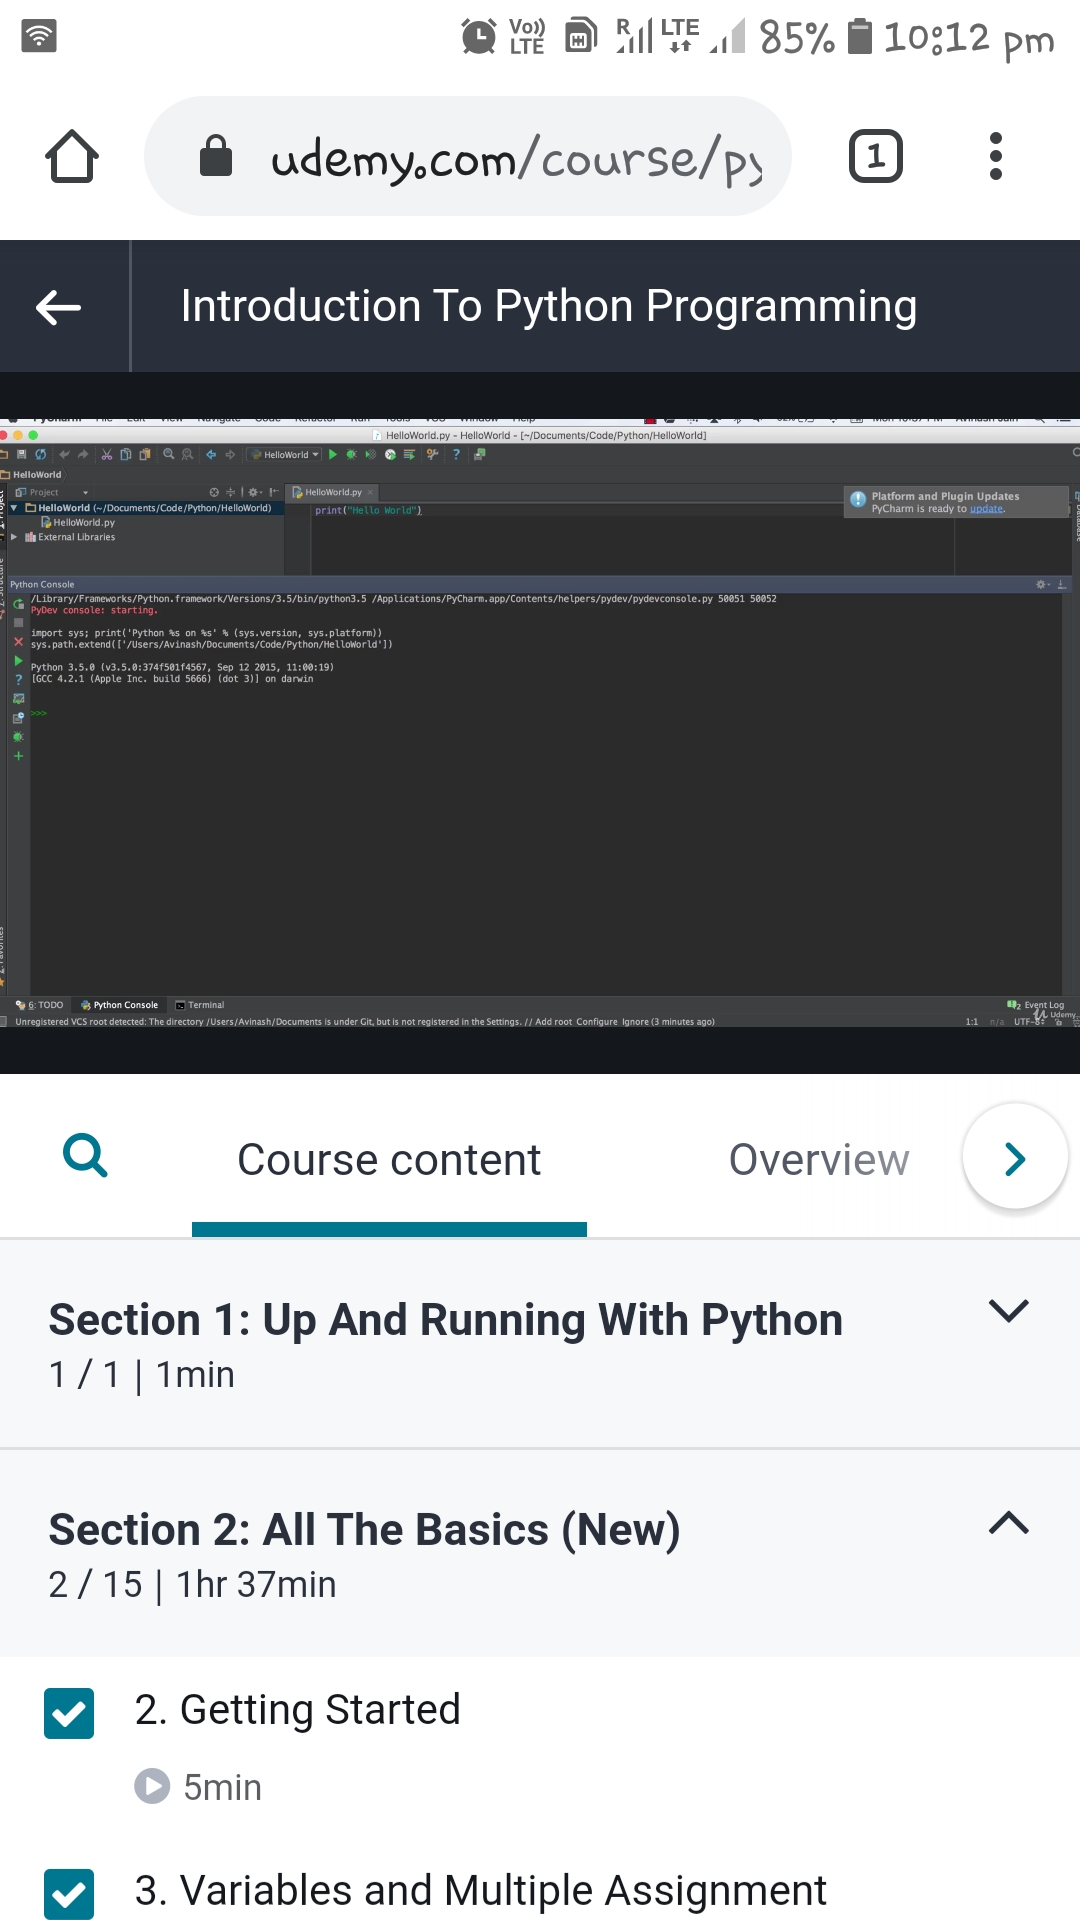 Vo)) LTE R LTE 85% 10:12 pm
udemy.com/course/py
1
Introduction To Python Programming
HelloWorld.py - HelloWorld - [~/Documents/Code/Python/HelloWorld]
HelloWorld
HelloWorld
Project
HelloWorld.py
HelloWorld (~/Documents/Code/Python/HelloWorld)
print("Hello World")
Platform and Plugin Updates
PyCharm is ready to update.
HelloWorld.py
External Libraries
Python Console
/Library/Frameworks/Python.framework/Versions/3.5/bin/python3.5 /Applications/PyCharm.app/Contents/helpers/pydev/pydevconsole.py 50051 50052
PyDev console: starting.
import sys; print('Python %s on %s' % (sys.version, sys.platform))
sys.path.extend(['/Users/Avinash/Documents/Code/Python/HelloWorld'])
Python 3.5.0 (v3.5.0:374f501f4567, Sep 12 2015, 11:00:19)
[GCC 4.2.1 (Apple Inc. build 5666) (dot 3)] on darwin
>>>
6: TODO Python Console Terminal
2 Event Log
Unregistered VCS root detected: The directory /Users/Avinash/Documents is under Git, but is not registered in the Settings. // Add root Configure Ignore (3 minutes ago)
1:1 n/a UTF-8
Udemy
Course content
Overview
Section 1: Up And Running With Python
1 / 1 | 1min
Section 2: All The Basics (New)
2 / 15 | 1hr 37min
2. Getting Started
5min
3. Variables and Multiple Assignment